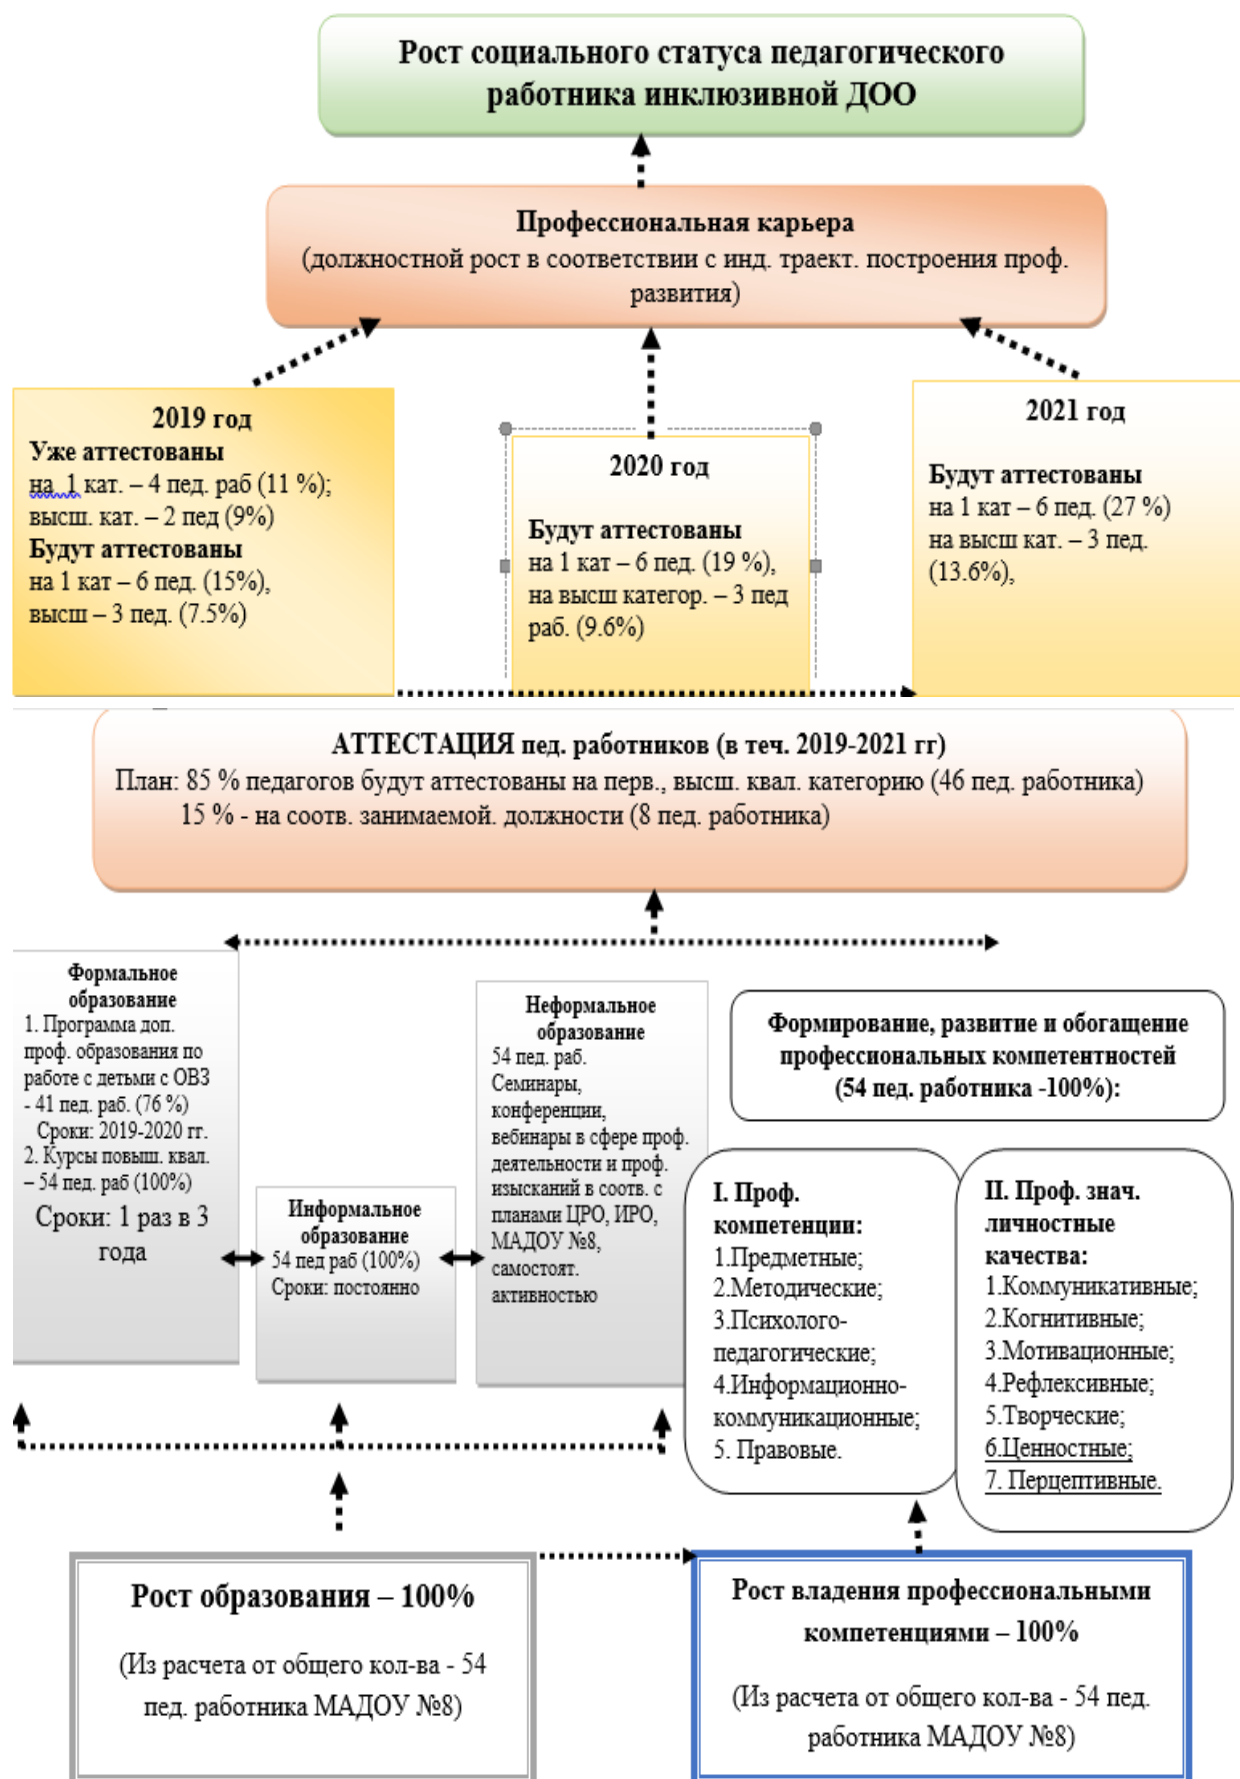 Рост социального статуса педагогического
работника инклюзивной ДОО
Профессиональная карьера
(должностной рост в соответствии с инд. траект. построения проф.
развития)
2019 год
Уже аттестованы
на 1 кат. – 4 пед. раб (11 %);
высш. кат. – 2 пед (9%)
Будут аттестованы
на 1 кат – 6 пед. (15%),
высш – 3 пед. (7.5%)
2020 год
Будут аттестованы
на 1 кат – 6 пед. (19 %),
на высш категор. – 3 пед
раб. (9.6%)
2021 год
Будут аттестованы
на 1 кат – 6 пед. (27 %)
на высш кат. – 3 пед.
(13.6%),
АТТЕСТАЦИЯ пед. работников (в теч. 2019-2021 гг)
План: 85 % педагогов будут аттестованы на перв., высш. квал. категорию (46 пед. работника)
15 % - на соотв. занимаемой. должности (8 пед. работника)
Формальное
образование
1. Программа доп.
проф. образования по
работе с детьми с ОВЗ
- 41 пед. раб. (76 %)
Сроки: 2019-2020 гг.
2. Курсы повыш. квал.
– 54 пед. раб (100%)
Сроки: 1 раз в 3
года
Информальное
образование
54 пед раб (100%)
Сроки: постоянно
Неформальное
образование
54 пед. раб.
Семинары,
конференции,
вебинары в сфере проф.
деятельности и проф.
изысканий в соотв. с
планами ЦРО, ИРО,
МАДОУ №8,
самостоят.
активностью
Формирование, развитие и обогащение
профессиональных компетентностей
(54 пед. работника -100%):
I. Проф.
компетенции:
1.Предметные;
2.Методические;
3.Психолого-
педагогические;
4.Информационно-
коммуникационные;
5. Правовые.
II. Проф. знач.
личностные
качества:
1.Коммуникативные;
2.Когнитивные;
3.Мотивационные;
4.Рефлексивные;
5.Творческие;
6.Ценностные;
7. Перцептивные.
Рост образования – 100%
(Из расчета от общего кол-ва - 54
пед. работника МАДОУ №8)
Рост владения профессиональными
компетенциями – 100%
(Из расчета от общего кол-ва - 54 пед.
работника МАДОУ №8)